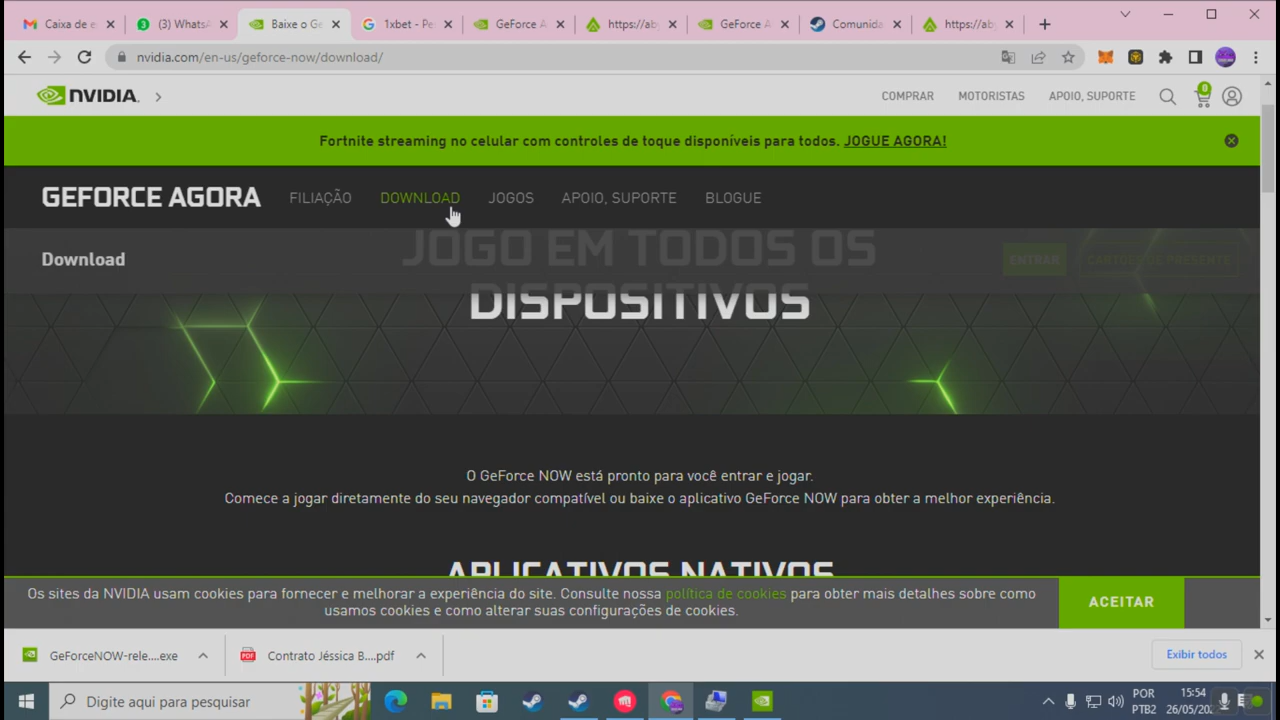 Caixa de e
3
(3) Whats
Baixe o Ge
1xbet - Pe
GeForce A
https://ab
GeForce A
Comunida
https://ab
nvidia.com/en-us/geforce-now/download/
NVIDIA
COMPRAR
MOTORISTAS
APOIO, SUPORTE
0
Fortnite streaming no celular com controles de toque disponíveis para todos. JOGUE AGORA!
GEFORCE AGORA
FILIAÇÃO
DOWNLOAD
JOGOS
APOIO, SUPORTE
BLOGUE
JOGO EM TODOS OS
Download
ENTRAR
CARTÕES DE PRESENTE
DISPOSITIVOS
O GeForce NOW está pronto para você entrar e jogar.
Comece a jogar diretamente do seu navegador compatível ou baixe o aplicativo GeForce NOW para obter a melhor experiência.
APLICATIVOS NATIVOS
Os sites da NVIDIA usam cookies para fornecer e melhorar a experiência do site. Consulte nossa política de cookies para obter mais detalhes sobre como
usamos cookies e como alterar suas configurações de cookies.
ACEITAR
GeForceNOW-rele....exe
PDF
Contrato Jéssica B....pdf
Exibir todos
Digite aqui para pesquisar
POR
PTB2
15:54
26/05/20